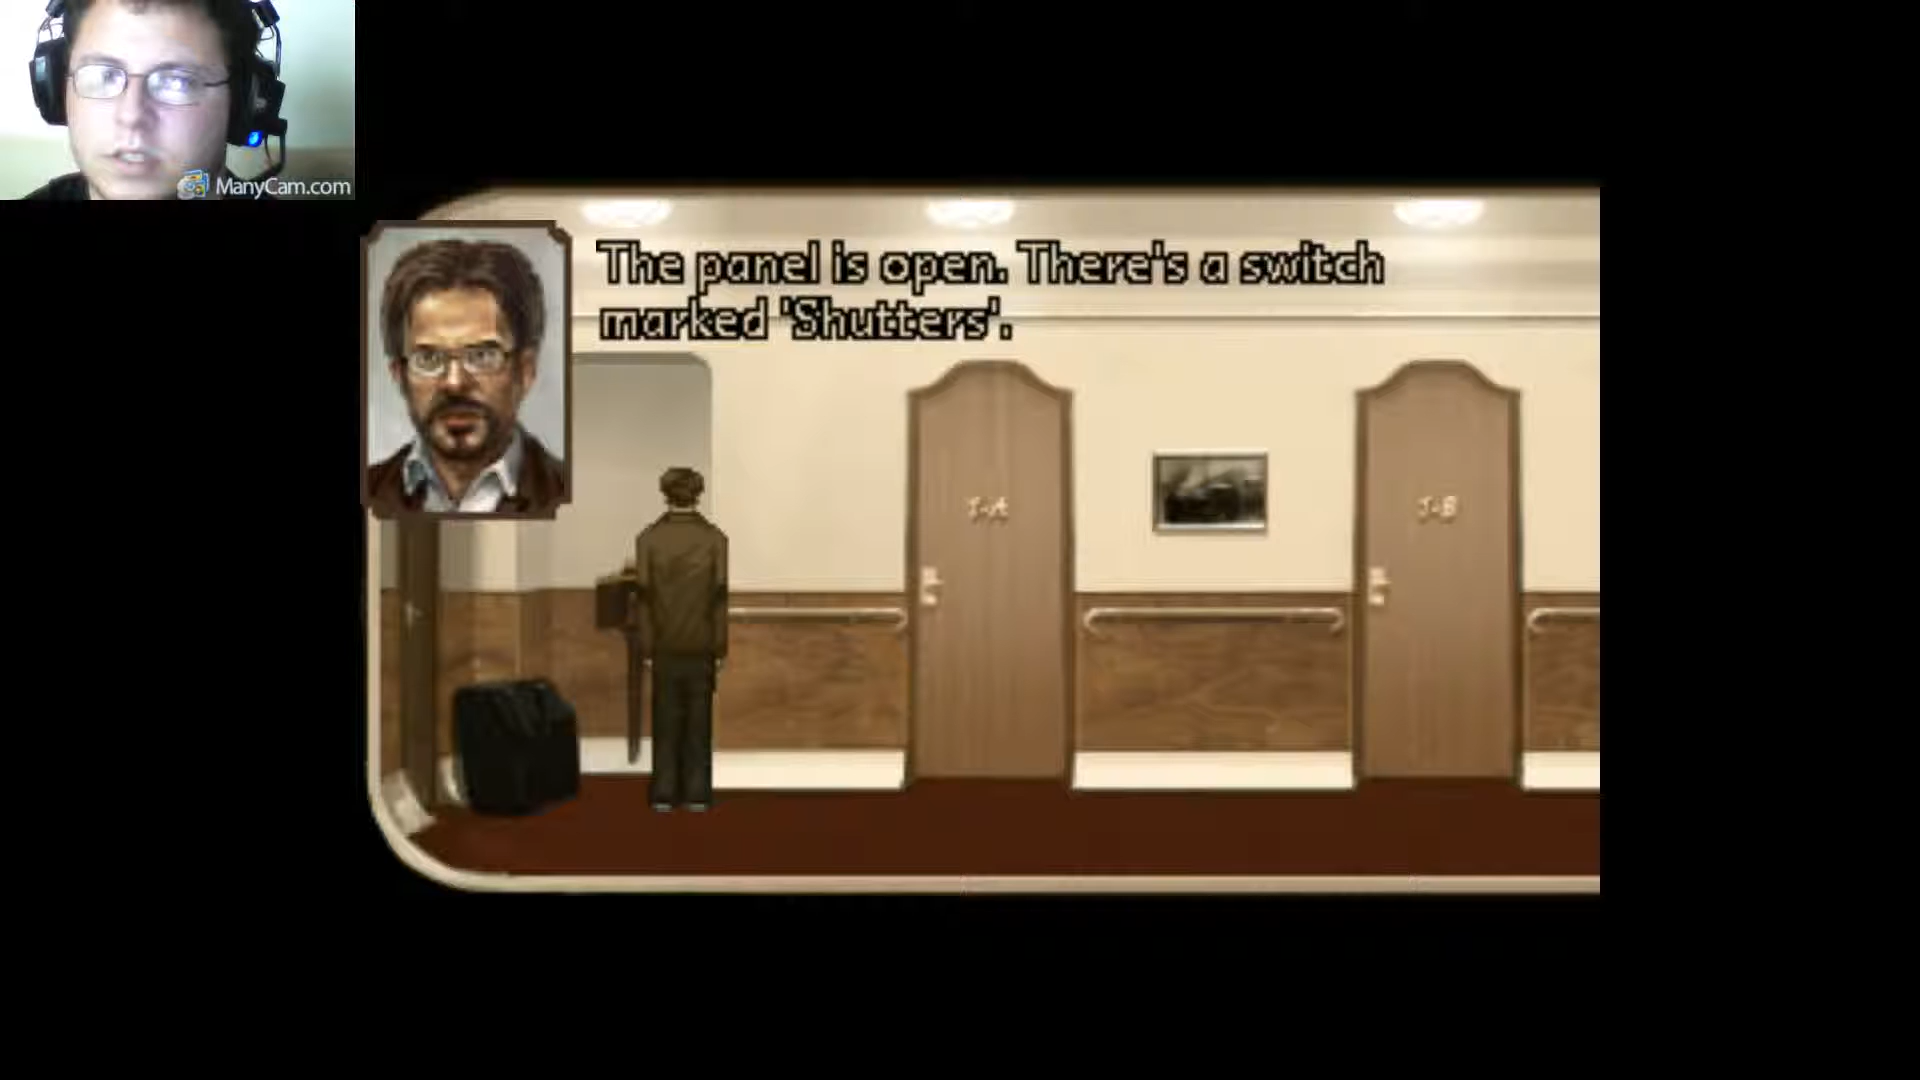 ManyCam.com
The panel is open. There's a switch
marked 'Shutters'.